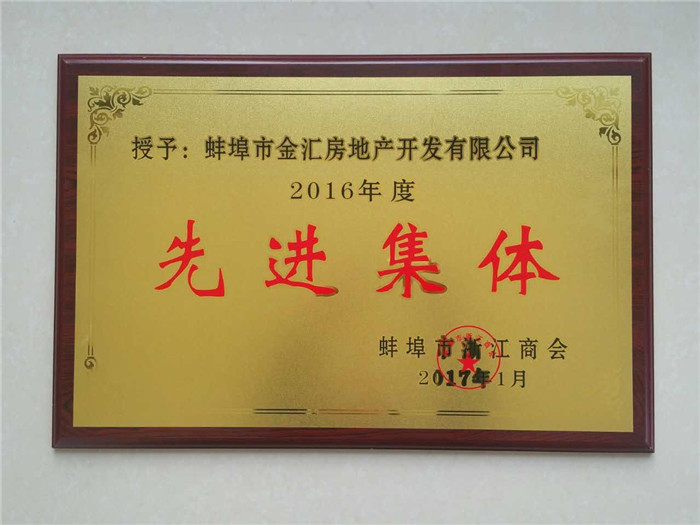 授予：蚌埠市金汇房地产开发有限公司
2016年度
先进集体
蚌埠市浙江商会
2017年1月